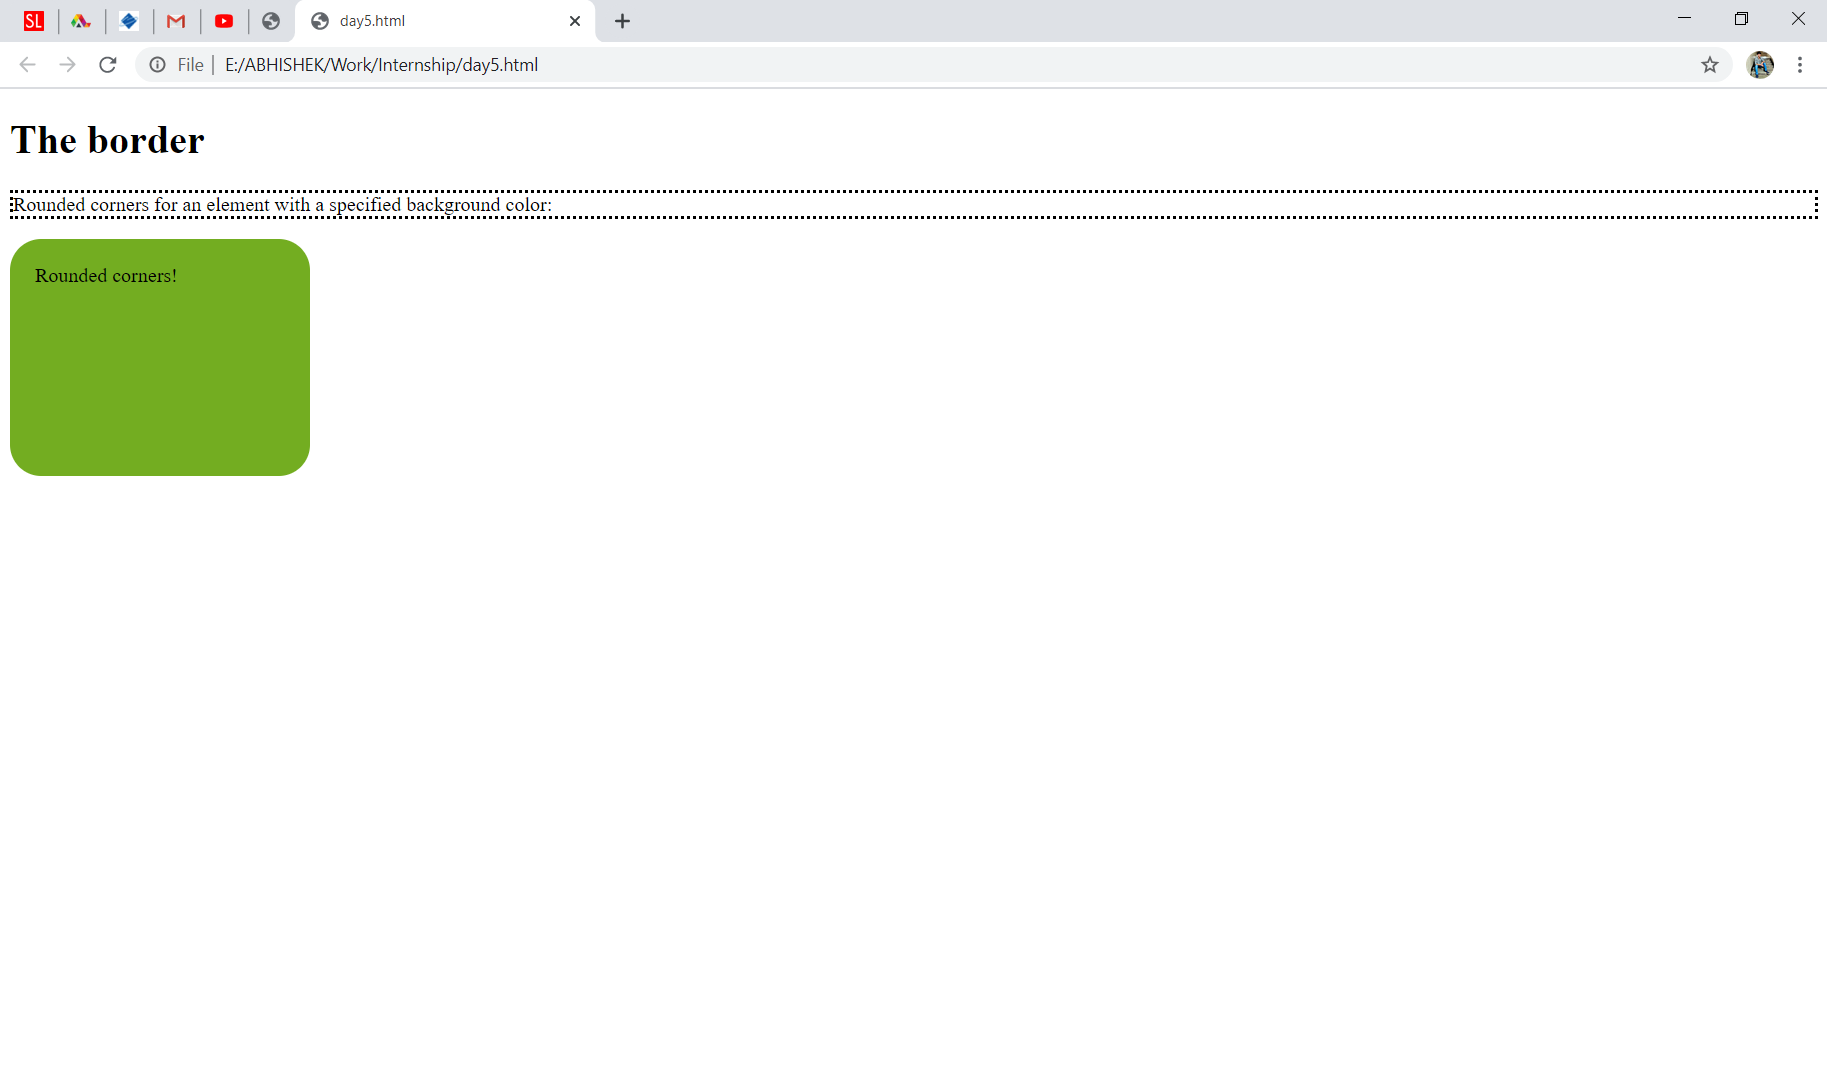 SL
day5.html
File | E:/ABHISHEK/Work/Internship/day5.html
The border
Rounded corners for an element with a specified background color:
Rounded corners!